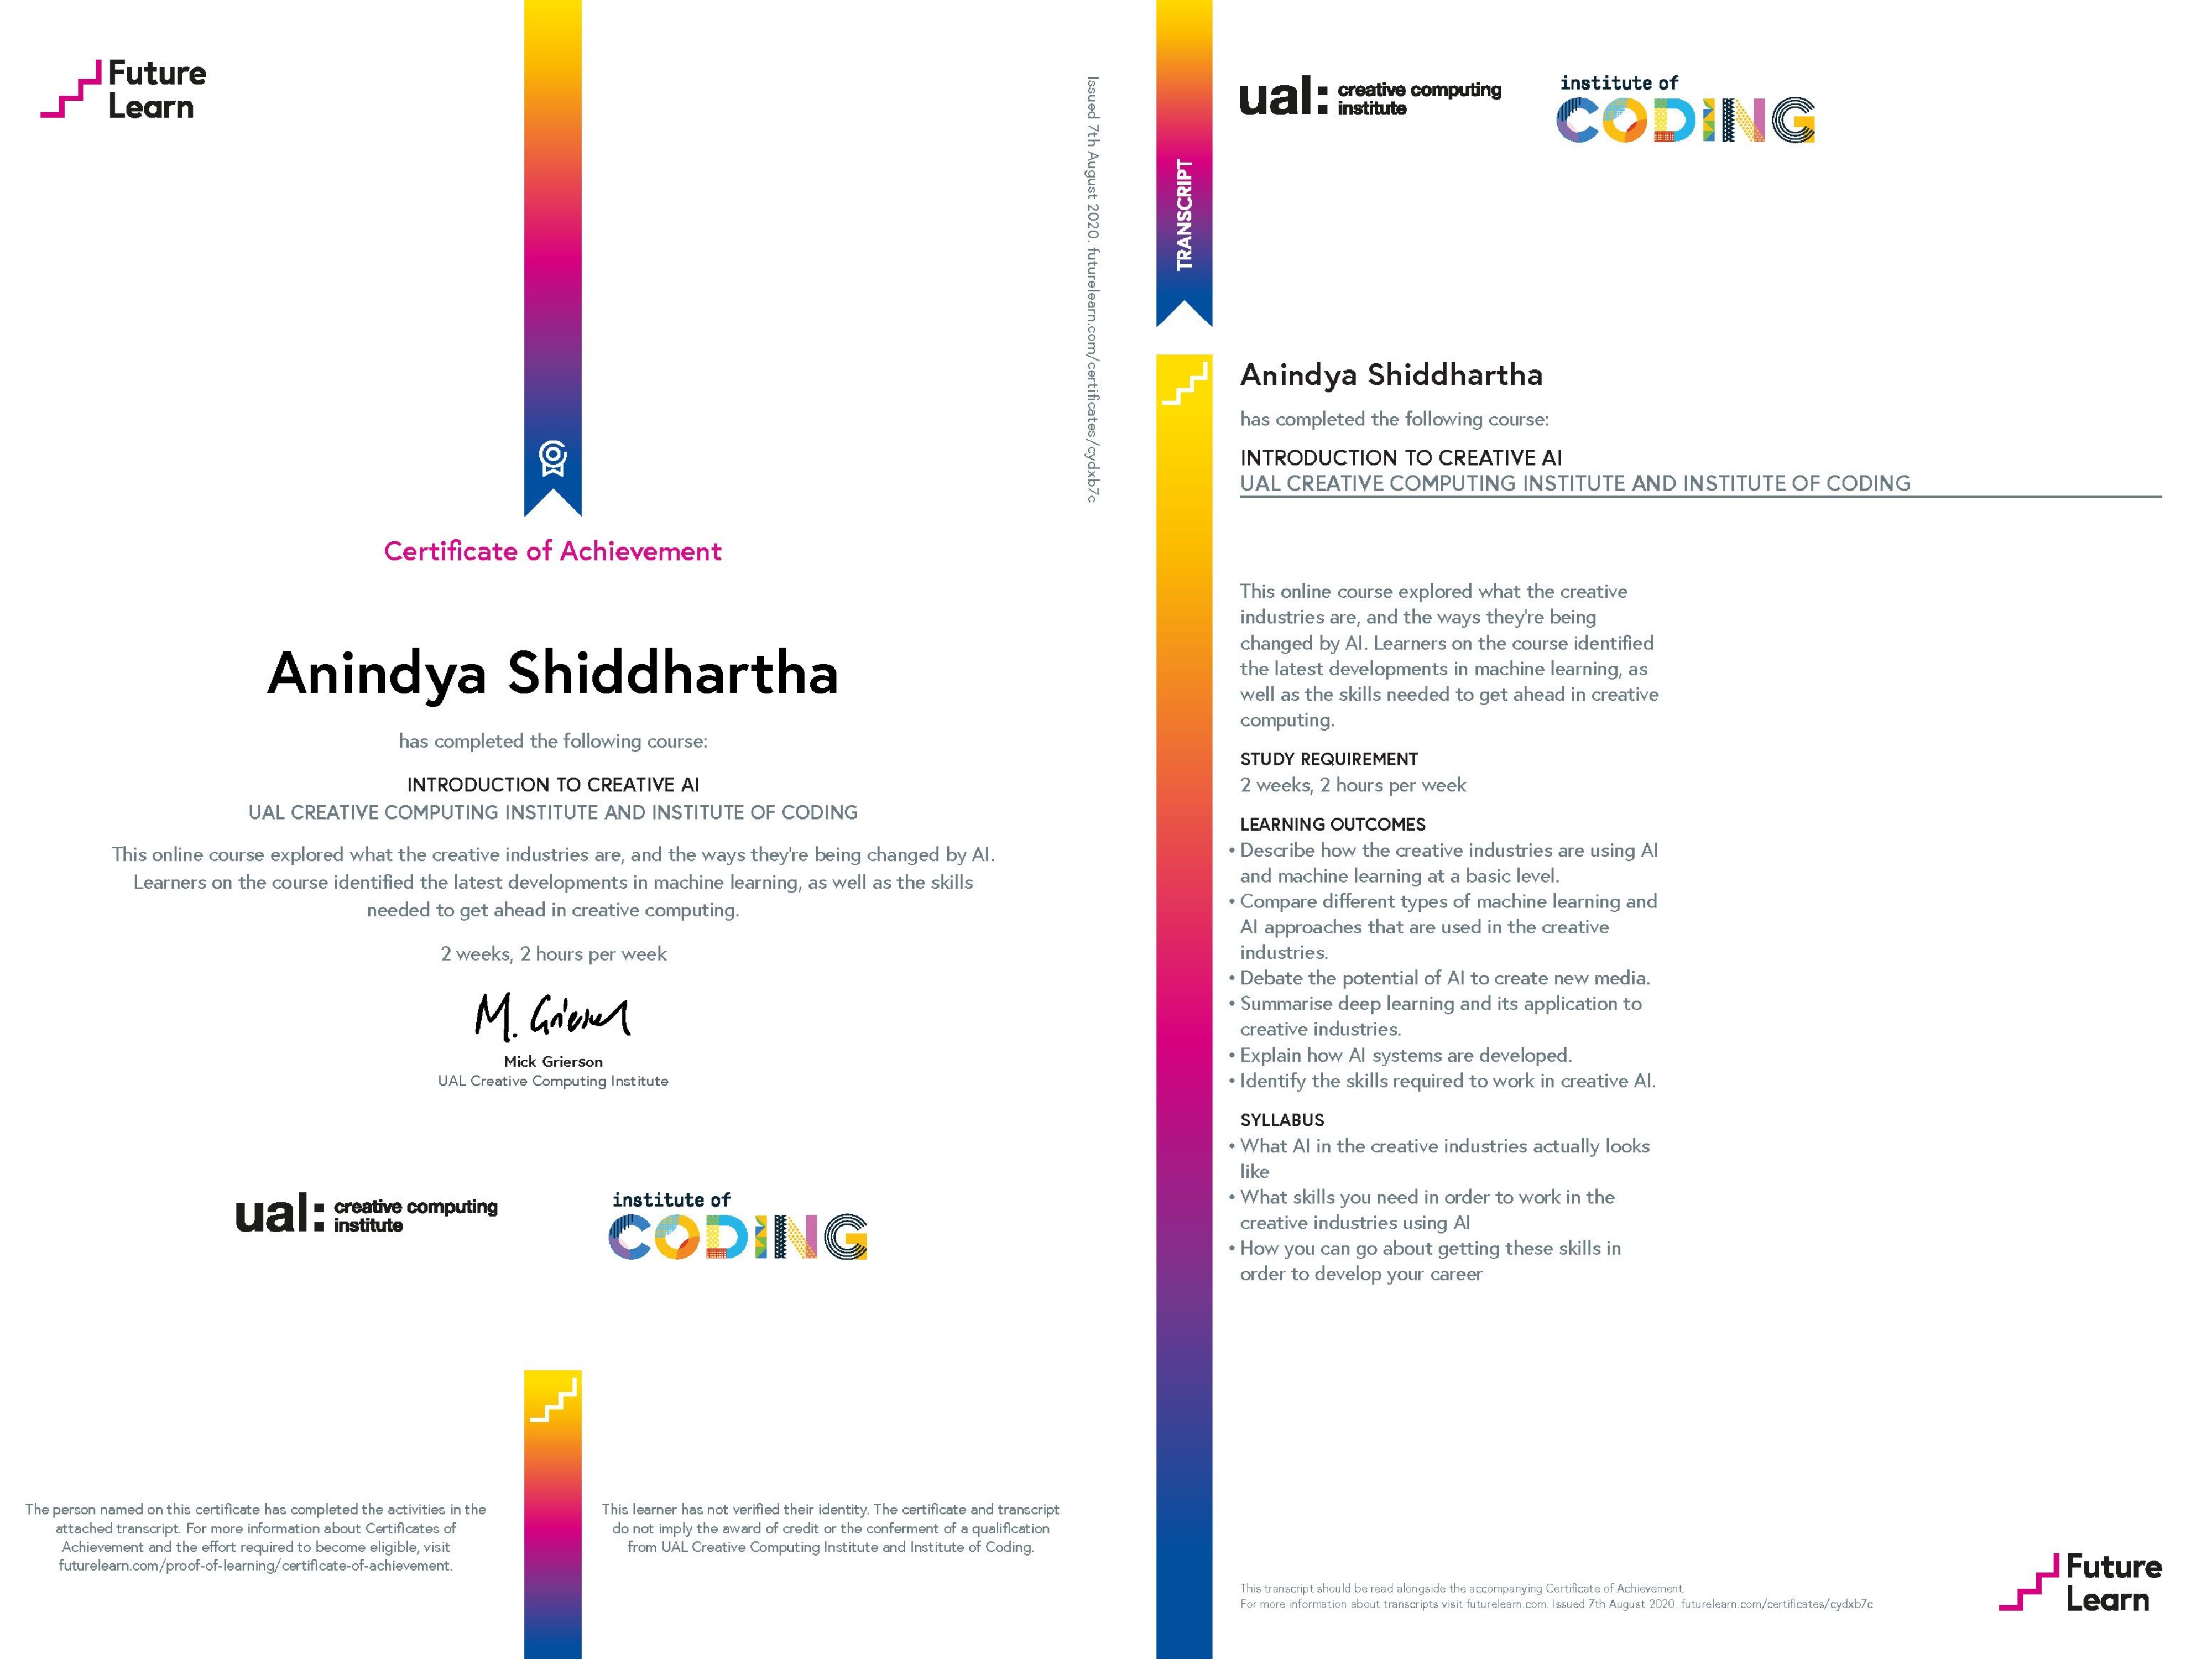 Future
Learn
Certificate of Achievement
Anindya Shiddhartha
has completed the following course:
INTRODUCTION TO CREATIVE AI
UAL CREATIVE COMPUTING INSTITUTE AND INSTITUTE OF CODING
This online course explored what the creative industries are, and the ways they're being changed by AI.
Learners on the course identified the latest developments in machine learning, as well as the skills
needed to get ahead in creative computing.
2 weeks, 2 hours per week
M. Grierson
Mick Grierson
UAL Creative Computing Institute
ual: creative computing
institute
institute of
CODING
The person named on this certificate has completed the activities in the
attached transcript. For more information about Certificates of
Achievement and the effort required to become eligible, visit
futurelearn.com/proof-of-learning/certificate-of-achievement.
This learner has not verified their identity. The certificate and transcript
do not imply the award of credit or the conferment of a qualification
from UAL Creative Computing Institute and Institute of Coding.
Issued 7th August 2020. futurelearn.com/certificates/cydxb7c
TRANSCRIPT
ual: creative computing
institute
institute of
CODING
Anindya Shiddhartha
has completed the following course:
INTRODUCTION TO CREATIVE AI
UAL CREATIVE COMPUTING INSTITUTE AND INSTITUTE OF CODING
This online course explored what the creative
industries are, and the ways they're being
changed by AI. Learners on the course identified
the latest developments in machine learning, as
well as the skills needed to get ahead in creative
computing.
STUDY REQUIREMENT
2 weeks, 2 hours per week
LEARNING OUTCOMES
• Describe how the creative industries are using AI
and machine learning at a basic level.
• Compare different types of machine learning and
AI approaches that are used in the creative
industries.
• Debate the potential of AI to create new media.
• Summarise deep learning and its application to
creative industries.
• Explain how AI systems are developed.
• Identify the skills required to work in creative AI.
SYLLABUS
• What AI in the creative industries actually looks
like
• What skills you need in order to work in the
creative industries using AI
• How you can go about getting these skills in
order to develop your career
This transcript should be read alongside the accompanying Certificate of Achievement.
For more information about transcripts visit futurelearn.com. Issued 7th August 2020. futurelearn.com/certificates/cydxb7c
Future
Learn